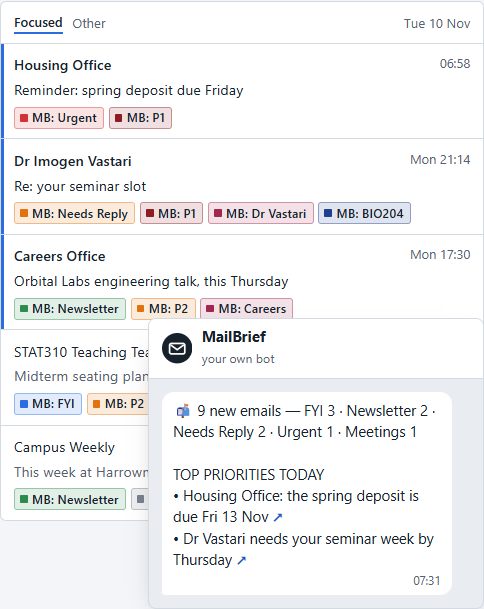 Focused Other Tue 10 Nov
Housing Office 06:58
Reminder: spring deposit due Friday
MB: Urgent MB: P1
Dr Imogen Vastari Mon 21:14
Re: your seminar slot
MB: Needs Reply MB: P1 MB: Dr Vastari MB: BIO204
Careers Office Mon 17:30
Orbital Labs engineering talk, this Thursday
MB: Newsletter MB: P2 MB: Careers
STAT310 Teaching
Midterm seating
MB: FYI MB: P2
Campus Weekly
This week at
MB: Newsletter
MailBrief
your own bot
📬 9 new emails — FYI 3 · Newsletter 2 ·
Needs Reply 2 · Urgent 1 · Meetings 1
TOP PRIORITIES TODAY
• Housing Office: the spring deposit is
due Fri 13 Nov ↗
• Dr Vastari needs your seminar week by
Thursday ↗
07:31